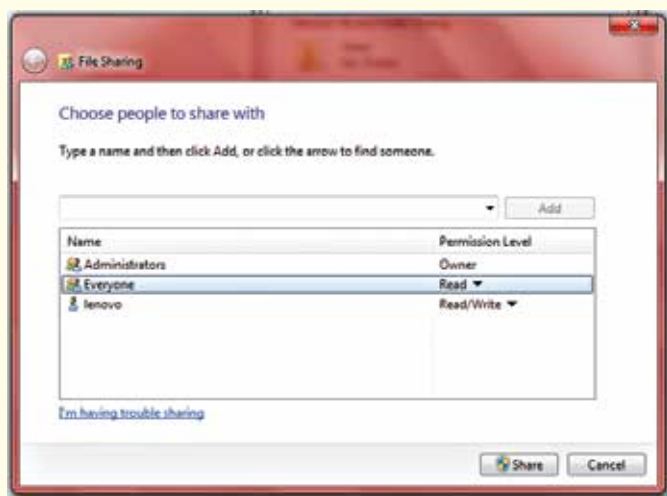 File Sharing
Choose people to share with
Type a name and then click Add, or click the arrow to find someone.
Add
Name Permission Level
Administrators Owner
Everyone Read
lenovo Read/Write
I'm having trouble sharing
Share Cancel